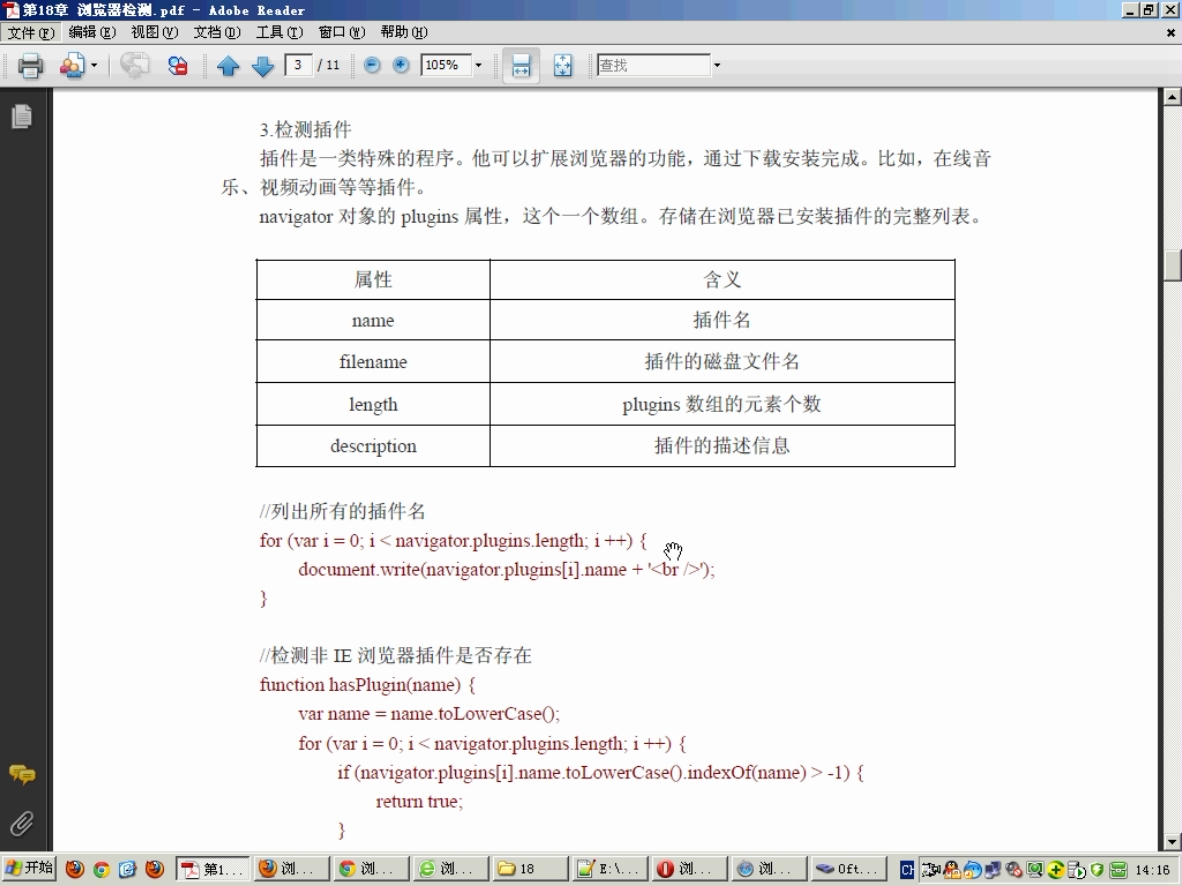 第18章 浏览器检测.pdf - Adobe Reader
文件(F) 编辑(E) 视图(V) 文档(D) 工具(T) 窗口(W) 帮助(H)
3 / 11 105% 查找
3.检测插件
插件是一类特殊的程序。他可以扩展浏览器的功能，通过下载安装完成。比如，在线音
乐、视频动画等等插件。
navigator 对象的 plugins 属性，这个一个数组。存储在浏览器已安装插件的完整列表。
属性 含义
name 插件名
filename 插件的磁盘文件名
length plugins 数组的元素个数
description 插件的描述信息
//列出所有的插件名
for (var i = 0; i < navigator.plugins.length; i ++) {
document.write(navigator.plugins[i].name + '<br />');
}
//检测非 IE 浏览器插件是否存在
function hasPlugin(name) {
var name = name.toLowerCase();
for (var i = 0; i < navigator.plugins.length; i ++) {
if (navigator.plugins[i].name.toLowerCase().indexOf(name) > -1) {
return true;
}
开始 第1... 浏... 浏... 浏... 18 E:\... 浏... 浏... 0ft... CH 14:16